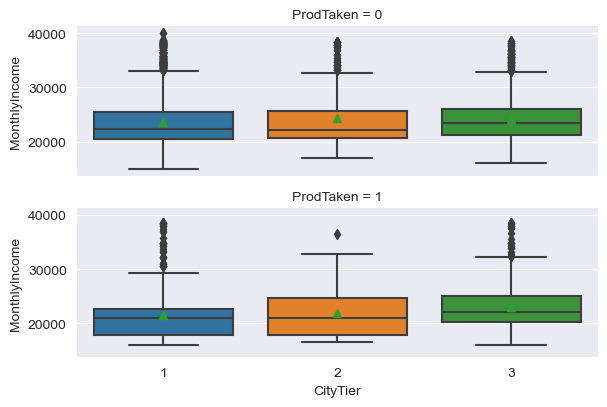 ProdTaken = 0
40000
30000
20000
MonthlyIncome
ProdTaken = 1
40000
30000
20000
MonthlyIncome
1 2 3
CityTier